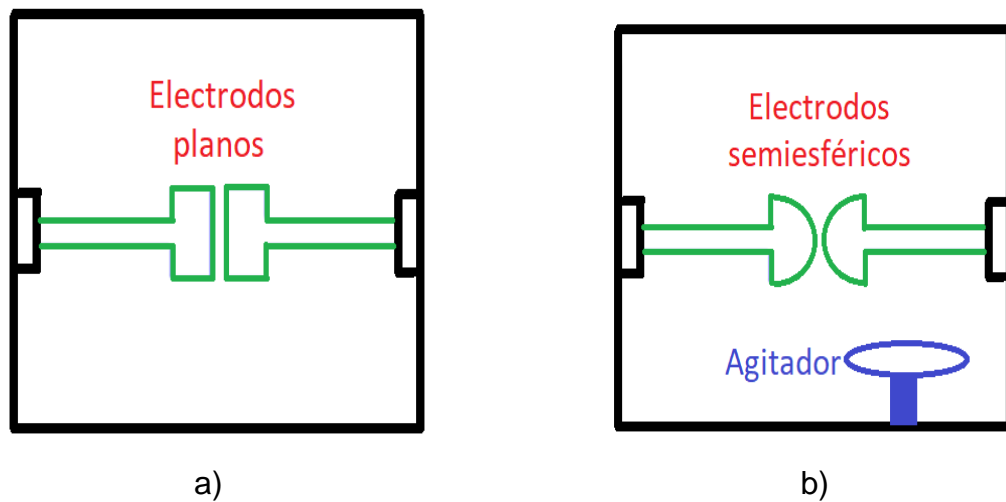 Electrodos
planos
Electrodos
semiesféricos
Agitador
a)
b)